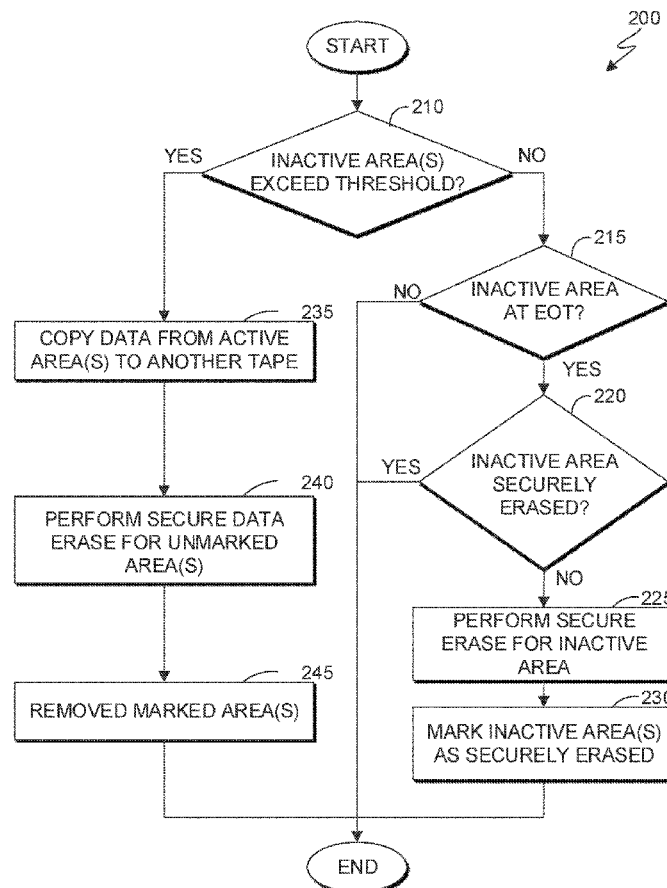 200
START
210
INACTIVE AREA(S)
EXCEED THRESHOLD?
YES
NO
215
INACTIVE AREA
AT EOT?
NO
YES
235
COPY DATA FROM ACTIVE
AREA(S) TO ANOTHER TAPE
220
INACTIVE AREA
SECURELY
ERASED?
YES
NO
240
PERFORM SECURE DATA
ERASE FOR UNMARKED
AREA(S)
225
PERFORM SECURE
ERASE FOR INACTIVE
AREA
245
REMOVED MARKED AREA(S)
230
MARK INACTIVE AREA(S)
AS SECURELY ERASED
END